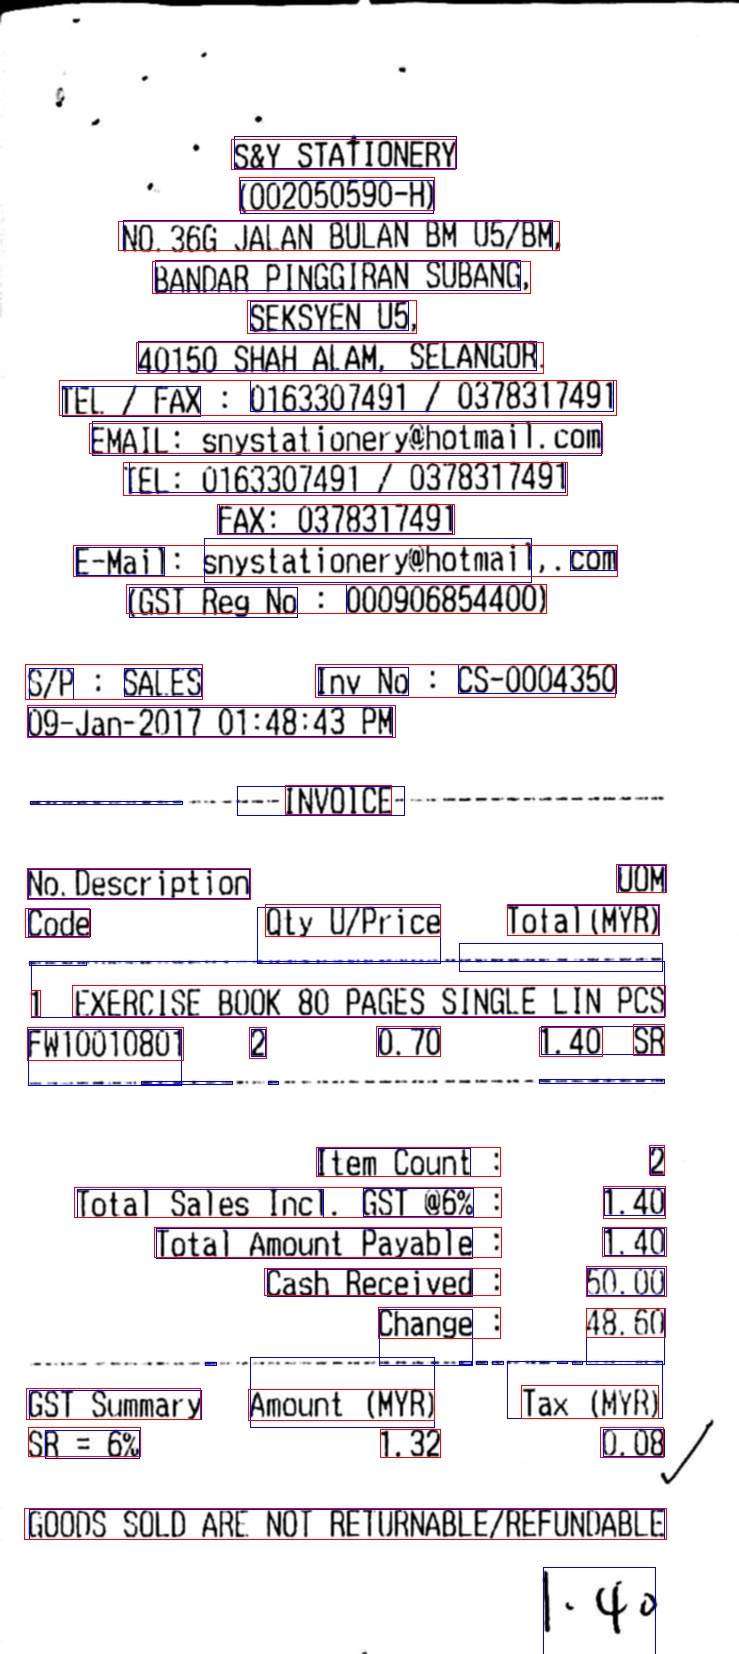 S&Y STATIONERY
(002050590-H)
NO.36G JALAN BULAN BM U5/BM,
BANDAR PINGGIRAN SUBANG,
SEKSYEN U5,
40150 SHAH ALAM, SELANGOR.
TEL / FAX : 0163307491 / 0378317491
EMAIL: snystationery@hotmail.com
TEL: 0163307491 / 0378317491
FAX: 0378317491
E-Mail: snystationery@hotmail,.com
(GST Reg No : 000906854400)
S/P : SALES Inv No : CS-0004350
09-Jan-2017 01:48:43 PM
INVOICE
No.Description UOM
Code Qty U/Price Total(MYR)
1 EXERCISE BOOK 80 PAGES SINGLE LIN PCS
FW10010801 2 0.70 1.40 SR
Item Count : 2
Total Sales Incl. GST @6% : 1.40
Total Amount Payable : 1.40
Cash Received : 50.00
Change : 48.60
GST Summary Amount (MYR) Tax (MYR)
SR = 6% 1.32 0.08
GOODS SOLD ARE NOT RETURNABLE/REFUNDABLE
1.40